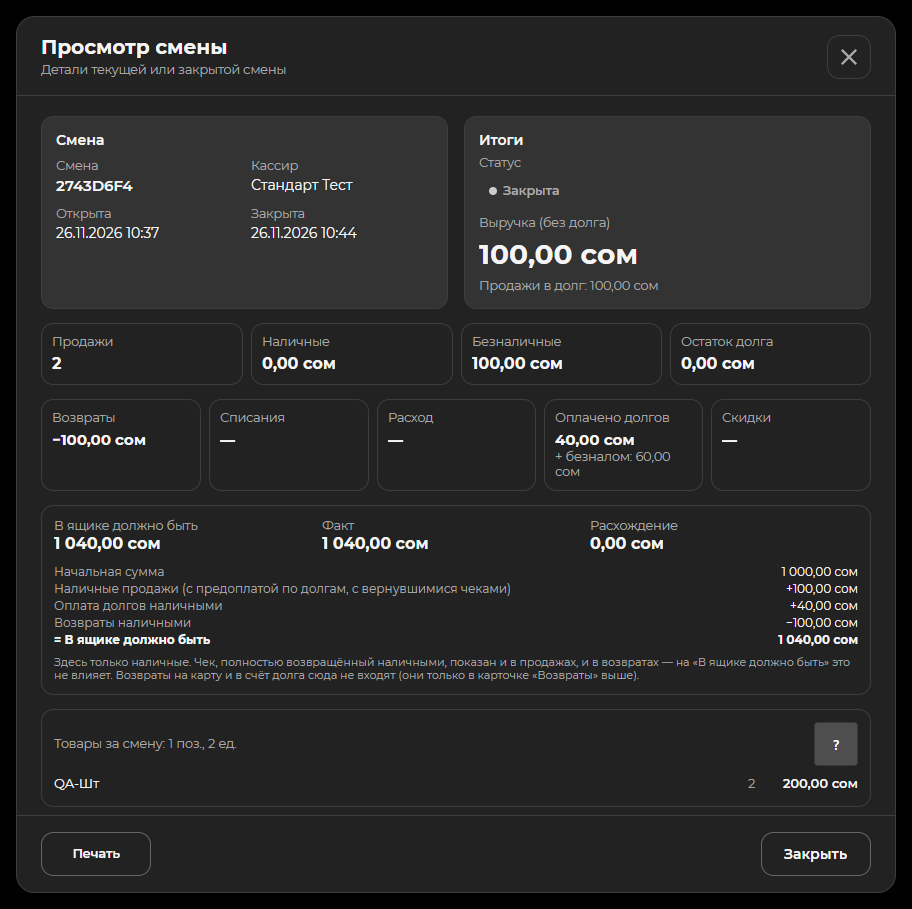 Просмотр смены
Детали текущей или закрытой смены
Смена
Смена
Кассир
2743D6F4
Стандарт Тест
Открыта
Закрыта
26.11.2026 10:37
26.11.2026 10:44
Итоги
Статус
Закрыта
Выручка (без долга)
100,00 сом
Продажи в долг: 100,00 сом
Продажи
2
Наличные
0,00 сом
Безналичные
100,00 сом
Остаток долга
0,00 сом
Возвраты
−100,00 сом
Списания
—
Расход
—
Оплачено долгов
40,00 сом
+ безналом: 60,00
сом
Скидки
—
В ящике должно быть
1 040,00 сом
Факт
1 040,00 сом
Расхождение
0,00 сом
Начальная сумма 1 000,00 сом
Наличные продажи (с предоплатой по долгам, с вернувшимися чеками) +100,00 сом
Оплата долгов наличными +40,00 сом
Возвраты наличными −100,00 сом
= В ящике должно быть 1 040,00 сом
Здесь только наличные. Чек, полностью возвращённый наличными, показан и в продажах, и в возвратах — на «В ящике должно быть» это
не влияет. Возвраты на карту и в счёт долга сюда не входят (они только в карточке «Возвраты» выше).
Товары за смену: 1 поз., 2 ед.
?
QA-Шт 2 200,00 сом
Печать
Закрыть